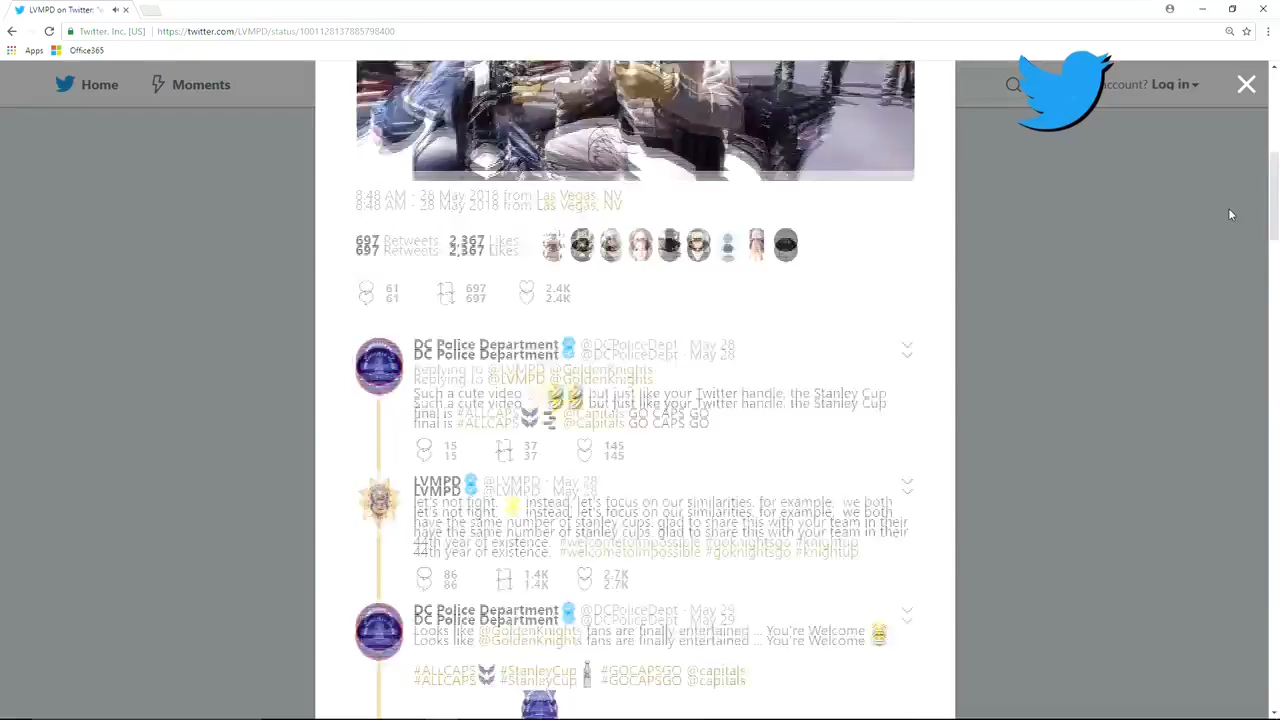 LVMPD on Twitter: "
Twitter, Inc. [US] | https://twitter.com/LVMPD/status/1001128137885798400
Apps Office365
Home Moments account? Log in
8:48 AM - 28 May 2018 from Las Vegas, NV
697 Retweets 2,367 Likes
61 697 2.4K
DC Police Department @DCPoliceDept · May 28
Replying to @LVMPD @GoldenKnights
Such a cute video ... but just like your Twitter handle, the Stanley Cup
final is #ALLCAPS @Capitals GO CAPS GO
15 37 145
LVMPD @LVMPD · May 28
let's not fight. instead, let's focus on our similarities. for example, we both
have the same number of stanley cups. glad to share this with your team in their
44th year of existence. #welcometoimpossible #goknightsgo #knightup
86 1.4K 2.7K
DC Police Department @DCPoliceDept · May 29
Looks like @GoldenKnights fans are finally entertained ... You're Welcome
#ALLCAPS #StanleyCup #GOCAPSGO @capitals